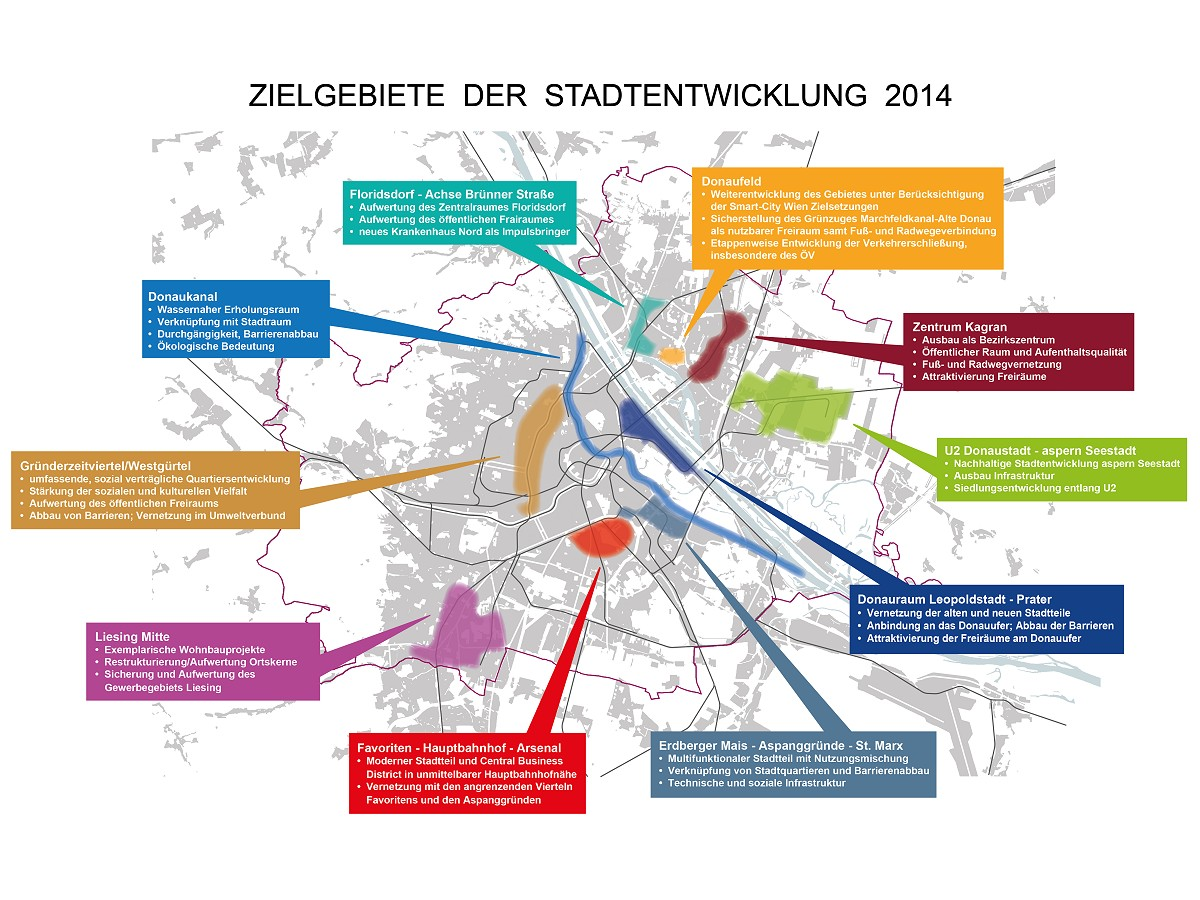 ZIELGEBIETE DER STADTENTWICKLUNG 2014
Floridsdorf - Achse Brünner Straße
• Aufwertung des Zentralraumes Floridsdorf
• Aufwertung des öffentlichen Frairaumes
• neues Krankenhaus Nord als Impulsbringer
Donaufeld
• Weiterentwicklung des Gebietes unter Berücksichtigung
der Smart-City Wien Zielsetzungen
• Sicherstellung des Grünzuges Marchfeldkanal-Alte Donau
als nutzbarer Freiraum samt Fuß- und Radwegeverbindung
• Etappenweise Entwicklung der Verkehrerschließung,
insbesondere des ÖV
Donaukanal
• Wassernaher Erholungsraum
• Verknüpfung mit Stadtraum
• Durchgängigkeit, Barrierenabbau
• Ökologische Bedeutung
Zentrum Kagran
• Ausbau als Bezirkszentrum
• Öffentlicher Raum und Aufenthaltsqualität
• Fuß- und Radwegvernetzung
• Attraktivierung Freiräume
U2 Donaustadt - aspern Seestadt
• Nachhaltige Stadtentwicklung aspern Seestadt
• Ausbau Infrastruktur
• Siedlungsentwicklung entlang U2
Gründerzeitviertel/Westgürtel
• umfassende, sozial verträgliche Quartiersentwicklung
• Stärkung der sozialen und kulturellen Vielfalt
• Aufwertung des öffentlichen Freiraums
• Abbau von Barrieren; Vernetzung im Umweltverbund
Donauraum Leopoldstadt - Prater
• Vernetzung der alten und neuen Stadtteile
• Anbindung an das Donauufer; Abbau der Barrieren
• Attraktivierung der Freiräume am Donauufer
Liesing Mitte
• Exemplarische Wohnbauprojekte
• Restrukturierung/Aufwertung Ortskerne
• Sicherung und Aufwertung des
Gewerbegebiets Liesing
Favoriten - Hauptbahnhof - Arsenal
• Moderner Stadtteil und Central Business
District in unmittelbarer Hauptbahnhofnähe
• Vernetzung mit den angrenzenden Vierteln
Favoritens und den Aspanggründen
Erdberger Mais - Aspanggründe - St. Marx
• Multifunktionaler Stadtteil mit Nutzungsmischung
• Verknüpfung von Stadtquartieren und Barrierenabbau
• Technische und soziale Infrastruktur